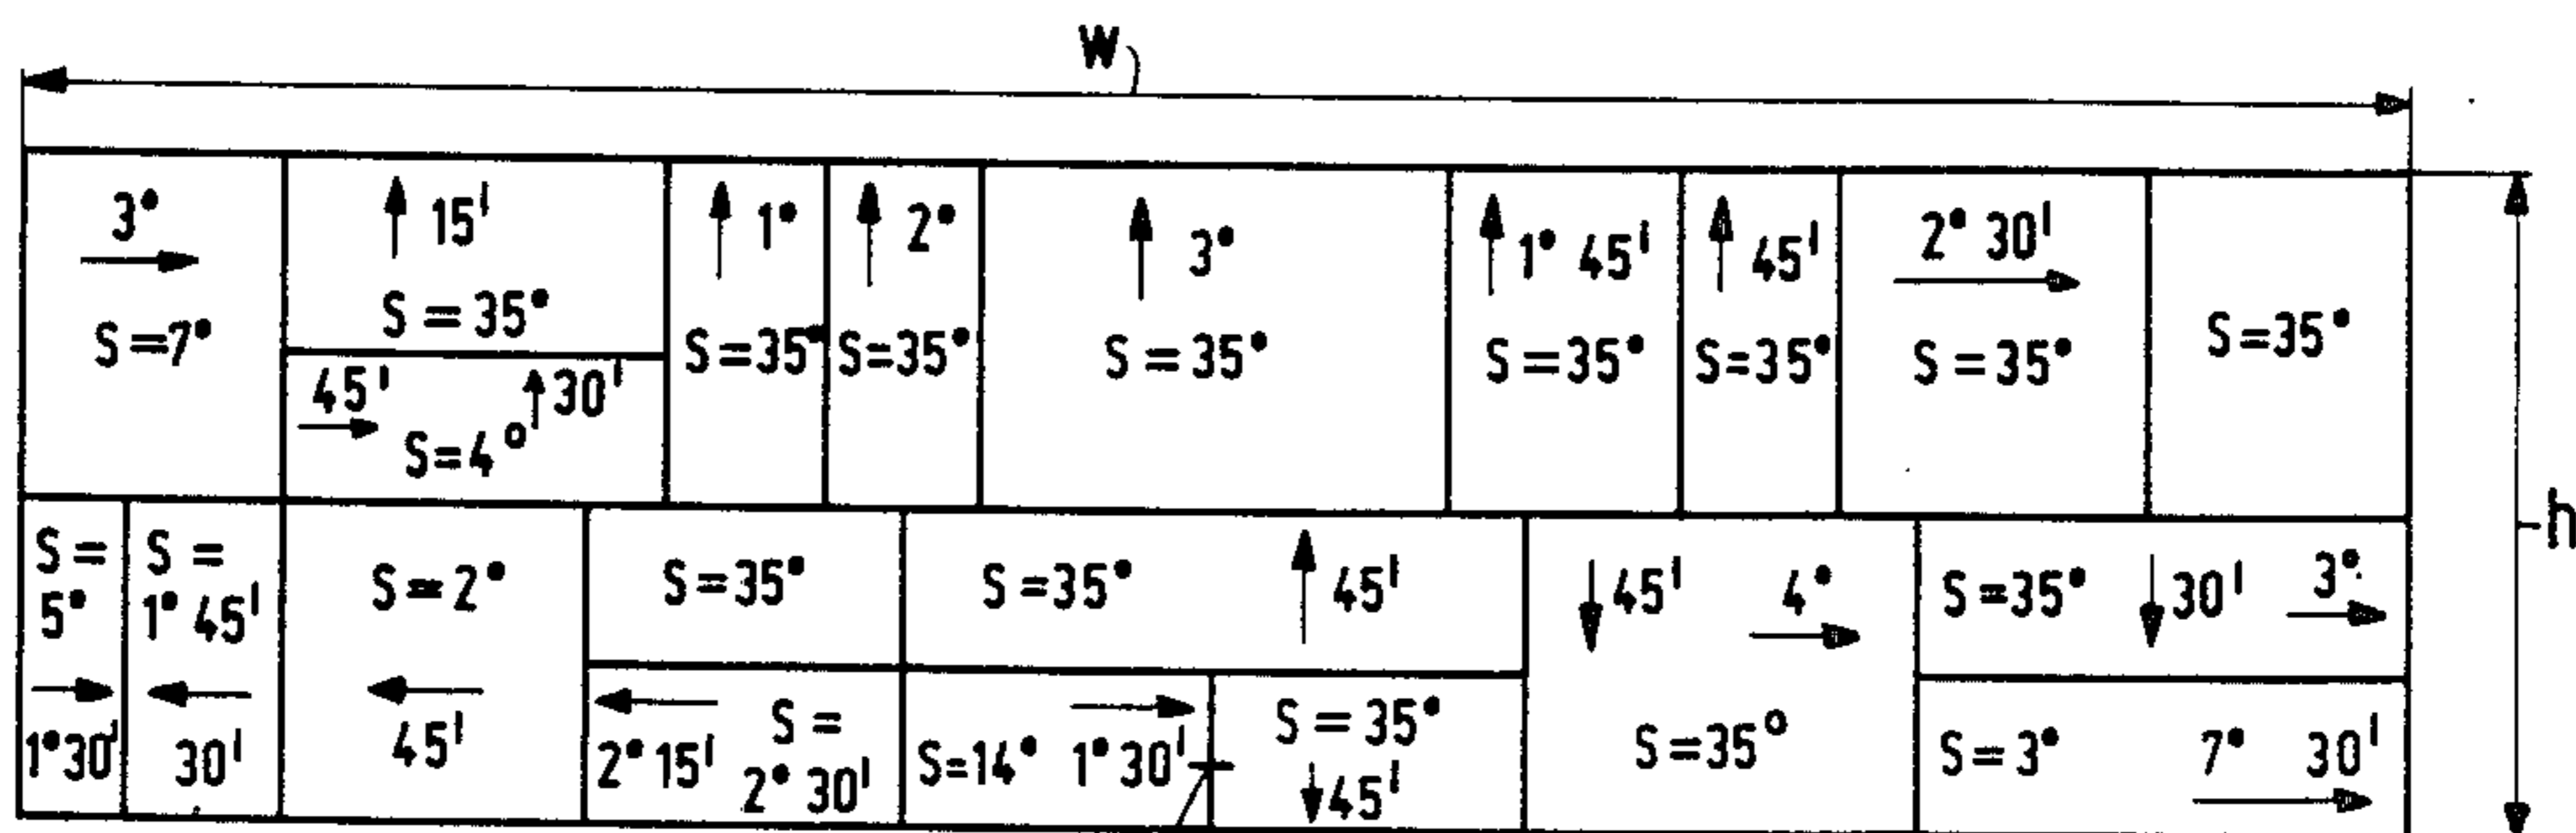 W
3° → S=7°
↑ 15' S=35°
45' → S=4° ↑30'
↑ 1° S=35°
↑ 2° S=35°
↑ 3° S=35°
↑ 1° 45' S=35°
↑ 45' S=35°
2° 30' → S=35°
S=35°
h
S= 5° → 1°30'
S= 1° 45' ← 30'
S=2° ← 45'
S=35°
← 2° 15' S= 2° 30'
S=35° ↑ 45'
S=14° → 1° 30'
S=35° ↓45'
↓45' 4° → S=35°
S=35° ↓30' 3° →
S=3° 7° 30' →